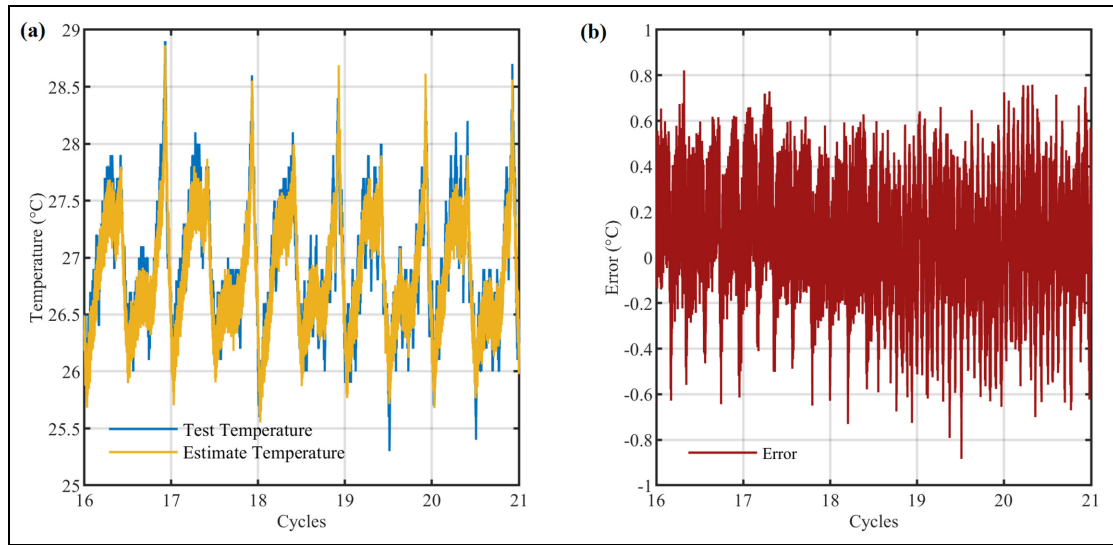 (a)
29
28.5
28
27.5
27
26.5
26
25.5
25
Temperature (°C)
Test Temperature
Estimate Temperature
16 17 18 19 20 21
Cycles
(b)
1
0.8
0.6
0.4
0.2
0
-0.2
-0.4
-0.6
-0.8
-1
Error (°C)
Error
16 17 18 19 20 21
Cycles